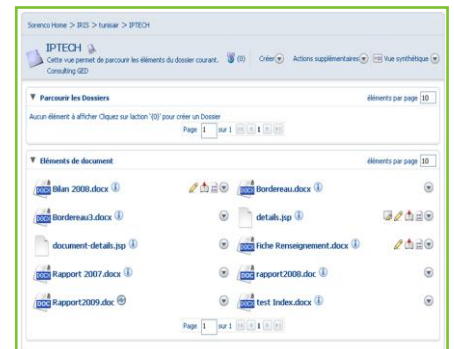 Sorenco Home > IRIS > tunisair > IPTECH
IPTECH
Cette vue permet de parcourir les éléments du dossier courant. (0) Créer Actions supplémentaires Vue synthétique
Consulting GED
Parcourir les Dossiers éléments par page 10
Aucun élément à afficher Cliquez sur laction '{0}' pour créer un Dossier
Page 1 sur 1 1
Eléments de document éléments par page 10
Bilan 2008.docx Bordereau.docx
Bordereau3.docx details.jsp
document-details.jsp Fiche Renseignement.docx
Rapport 2007.docx rapport2008.doc
Rapport2009.doc test Index.docx
Page 1 sur 1 1